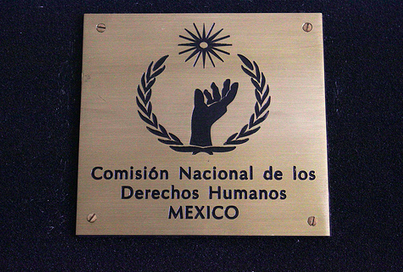 Comisión Nacional de los
Derechos Humanos
MEXICO